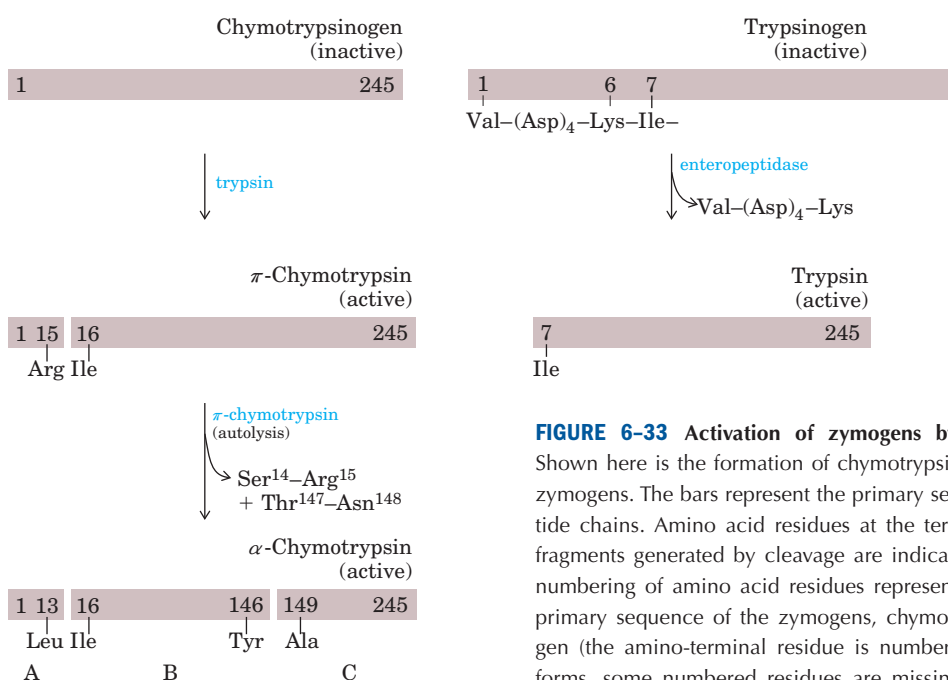 Chymotrypsinogen
(inactive)
1 245
trypsin
π-Chymotrypsin
(active)
1 15 16 245
Arg Ile
π-chymotrypsin
(autolysis)
Ser¹⁴–Arg¹⁵
+ Thr¹⁴⁷–Asn¹⁴⁸
α-Chymotrypsin
(active)
1 13 16 146 149 245
Leu Ile Tyr Ala
A B C
Trypsinogen
(inactive)
1 6 7
Val–(Asp)₄–Lys–Ile–
enteropeptidase
Val–(Asp)₄–Lys
Trypsin
(active)
7 245
Ile
FIGURE 6–33 Activation of zymogens b
Shown here is the formation of chymotrypsi
zymogens. The bars represent the primary se
tide chains. Amino acid residues at the ter
fragments generated by cleavage are indica
numbering of amino acid residues represen
primary sequence of the zymogens, chymo
gen (the amino-terminal residue is number
forms, some numbered residues are missin